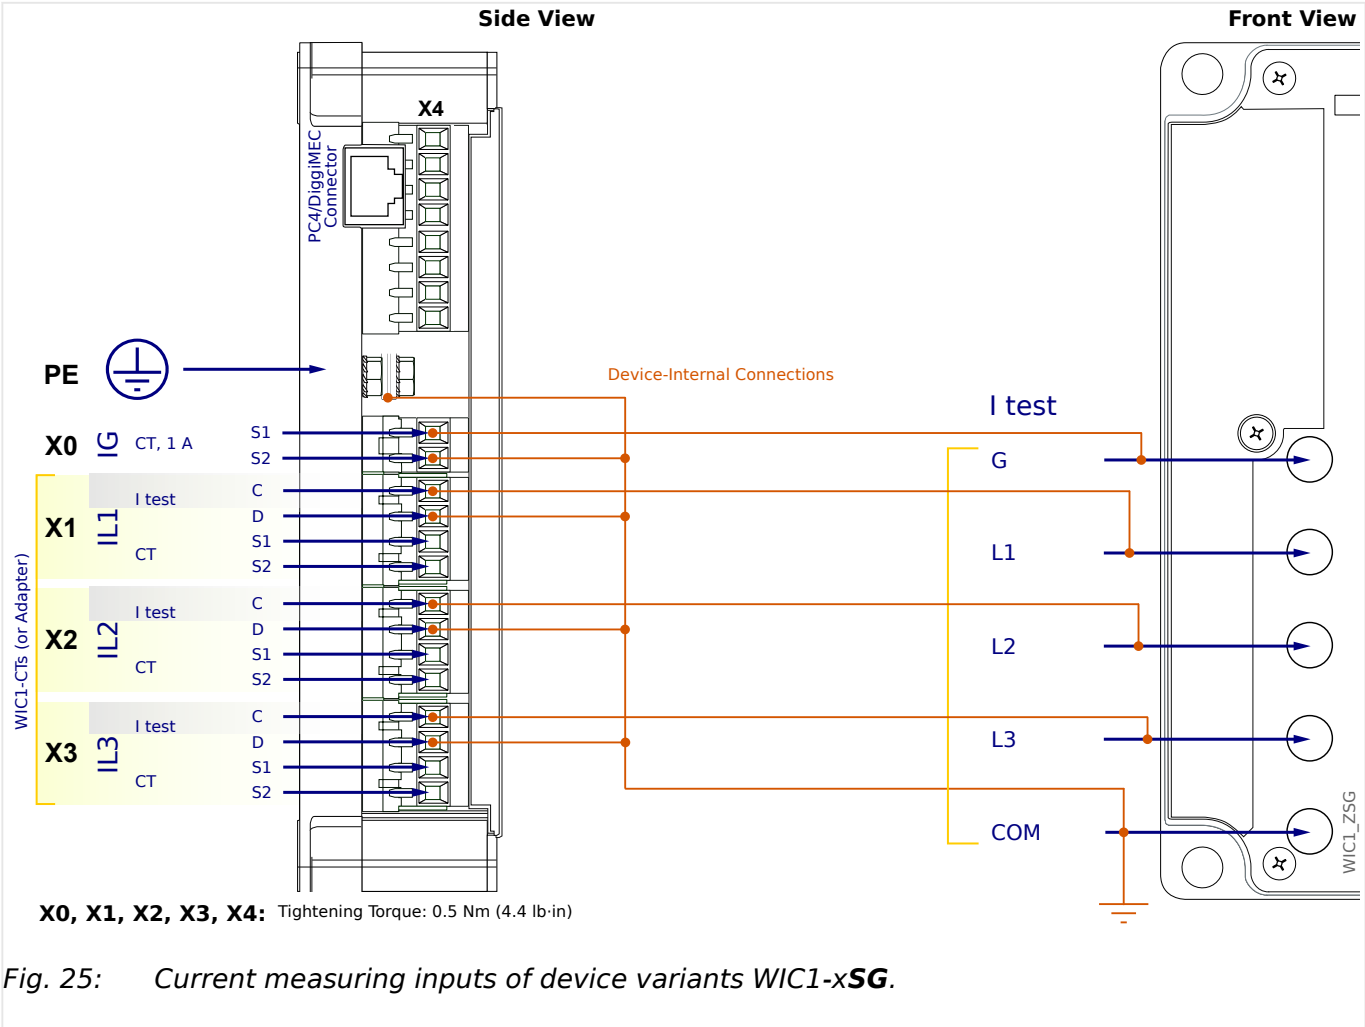 Side View
Front View
X4
PC4/DiggiMEC
Connector
PE
Device-Internal Connections
I test
X0
IG
CT, 1 A
S1
S2
G
WIC1-CTs (or Adapter)
X1
IL1
I test
CT
C
D
S1
S2
L1
X2
IL2
I test
CT
C
D
S1
S2
L2
X3
IL3
I test
CT
C
D
S1
S2
L3
COM
WIC1_ZSG
X0, X1, X2, X3, X4: Tightening Torque: 0.5 Nm (4.4 lb·in)
Fig. 25: Current measuring inputs of device variants WIC1-xSG.